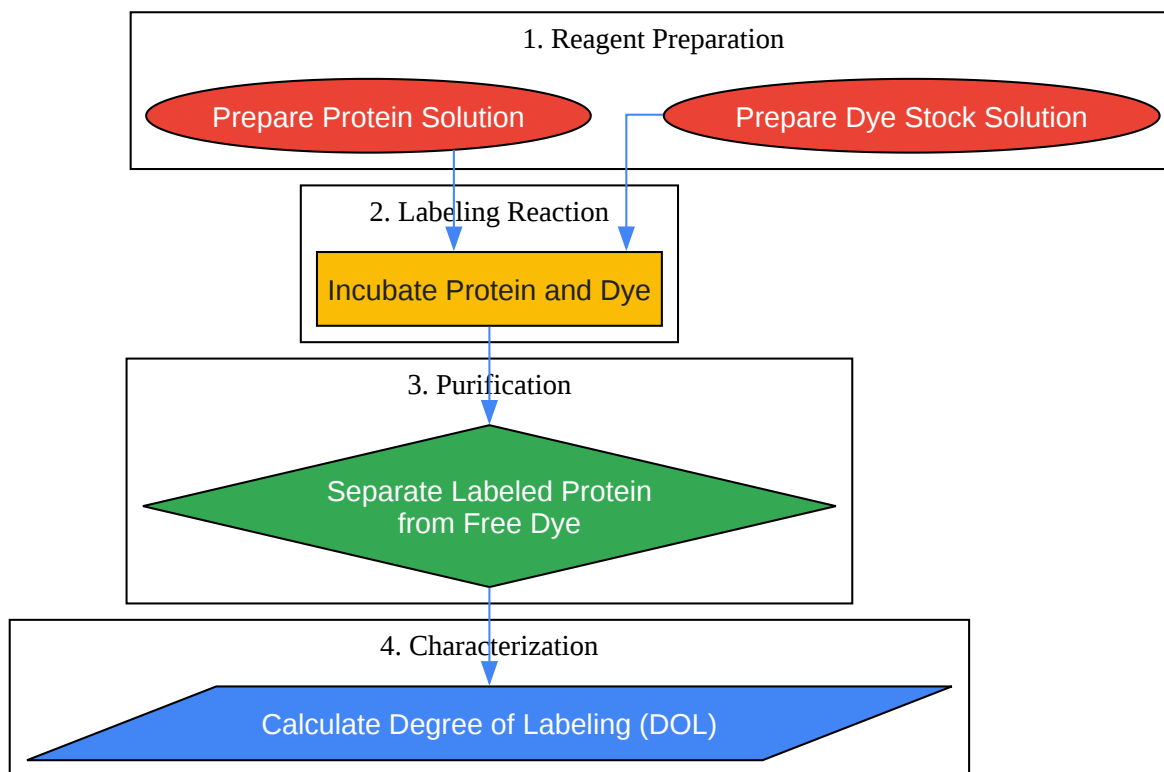 1. Reagent Preparation
Prepare Protein Solution
Prepare Dye Stock Solution
2. Labeling Reaction
Incubate Protein and Dye
3. Purification
Separate Labeled Protein
from Free Dye
4. Characterization
Calculate Degree of Labeling (DOL)